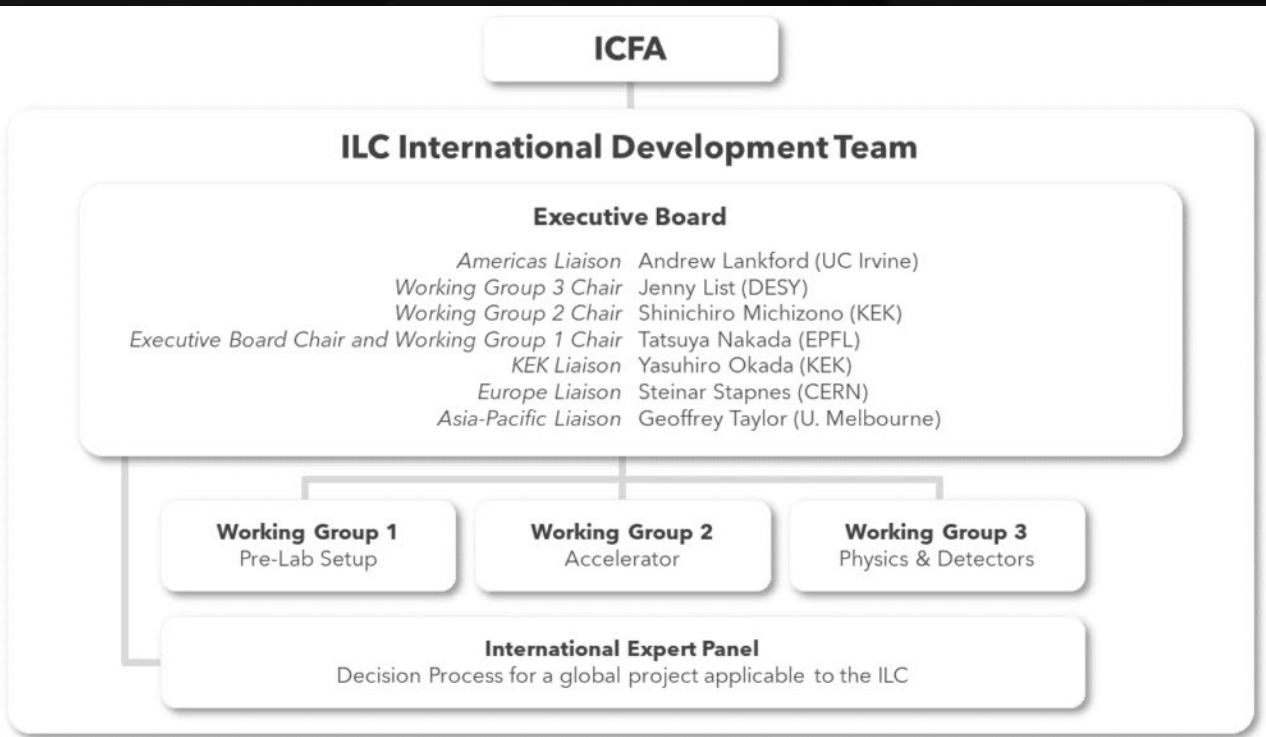 ICFA
ILC International Development Team
Executive Board
Americas Liaison Andrew Lankford (UC Irvine)
Working Group 3 Chair Jenny List (DESY)
Working Group 2 Chair Shinichiro Michizono (KEK)
Executive Board Chair and Working Group 1 Chair Tatsuya Nakada (EPFL)
KEK Liaison Yasuhiro Okada (KEK)
Europe Liaison Steinar Stapnes (CERN)
Asia-Pacific Liaison Geoffrey Taylor (U. Melbourne)
Working Group 1
Pre-Lab Setup
Working Group 2
Accelerator
Working Group 3
Physics & Detectors
International Expert Panel
Decision Process for a global project applicable to the ILC